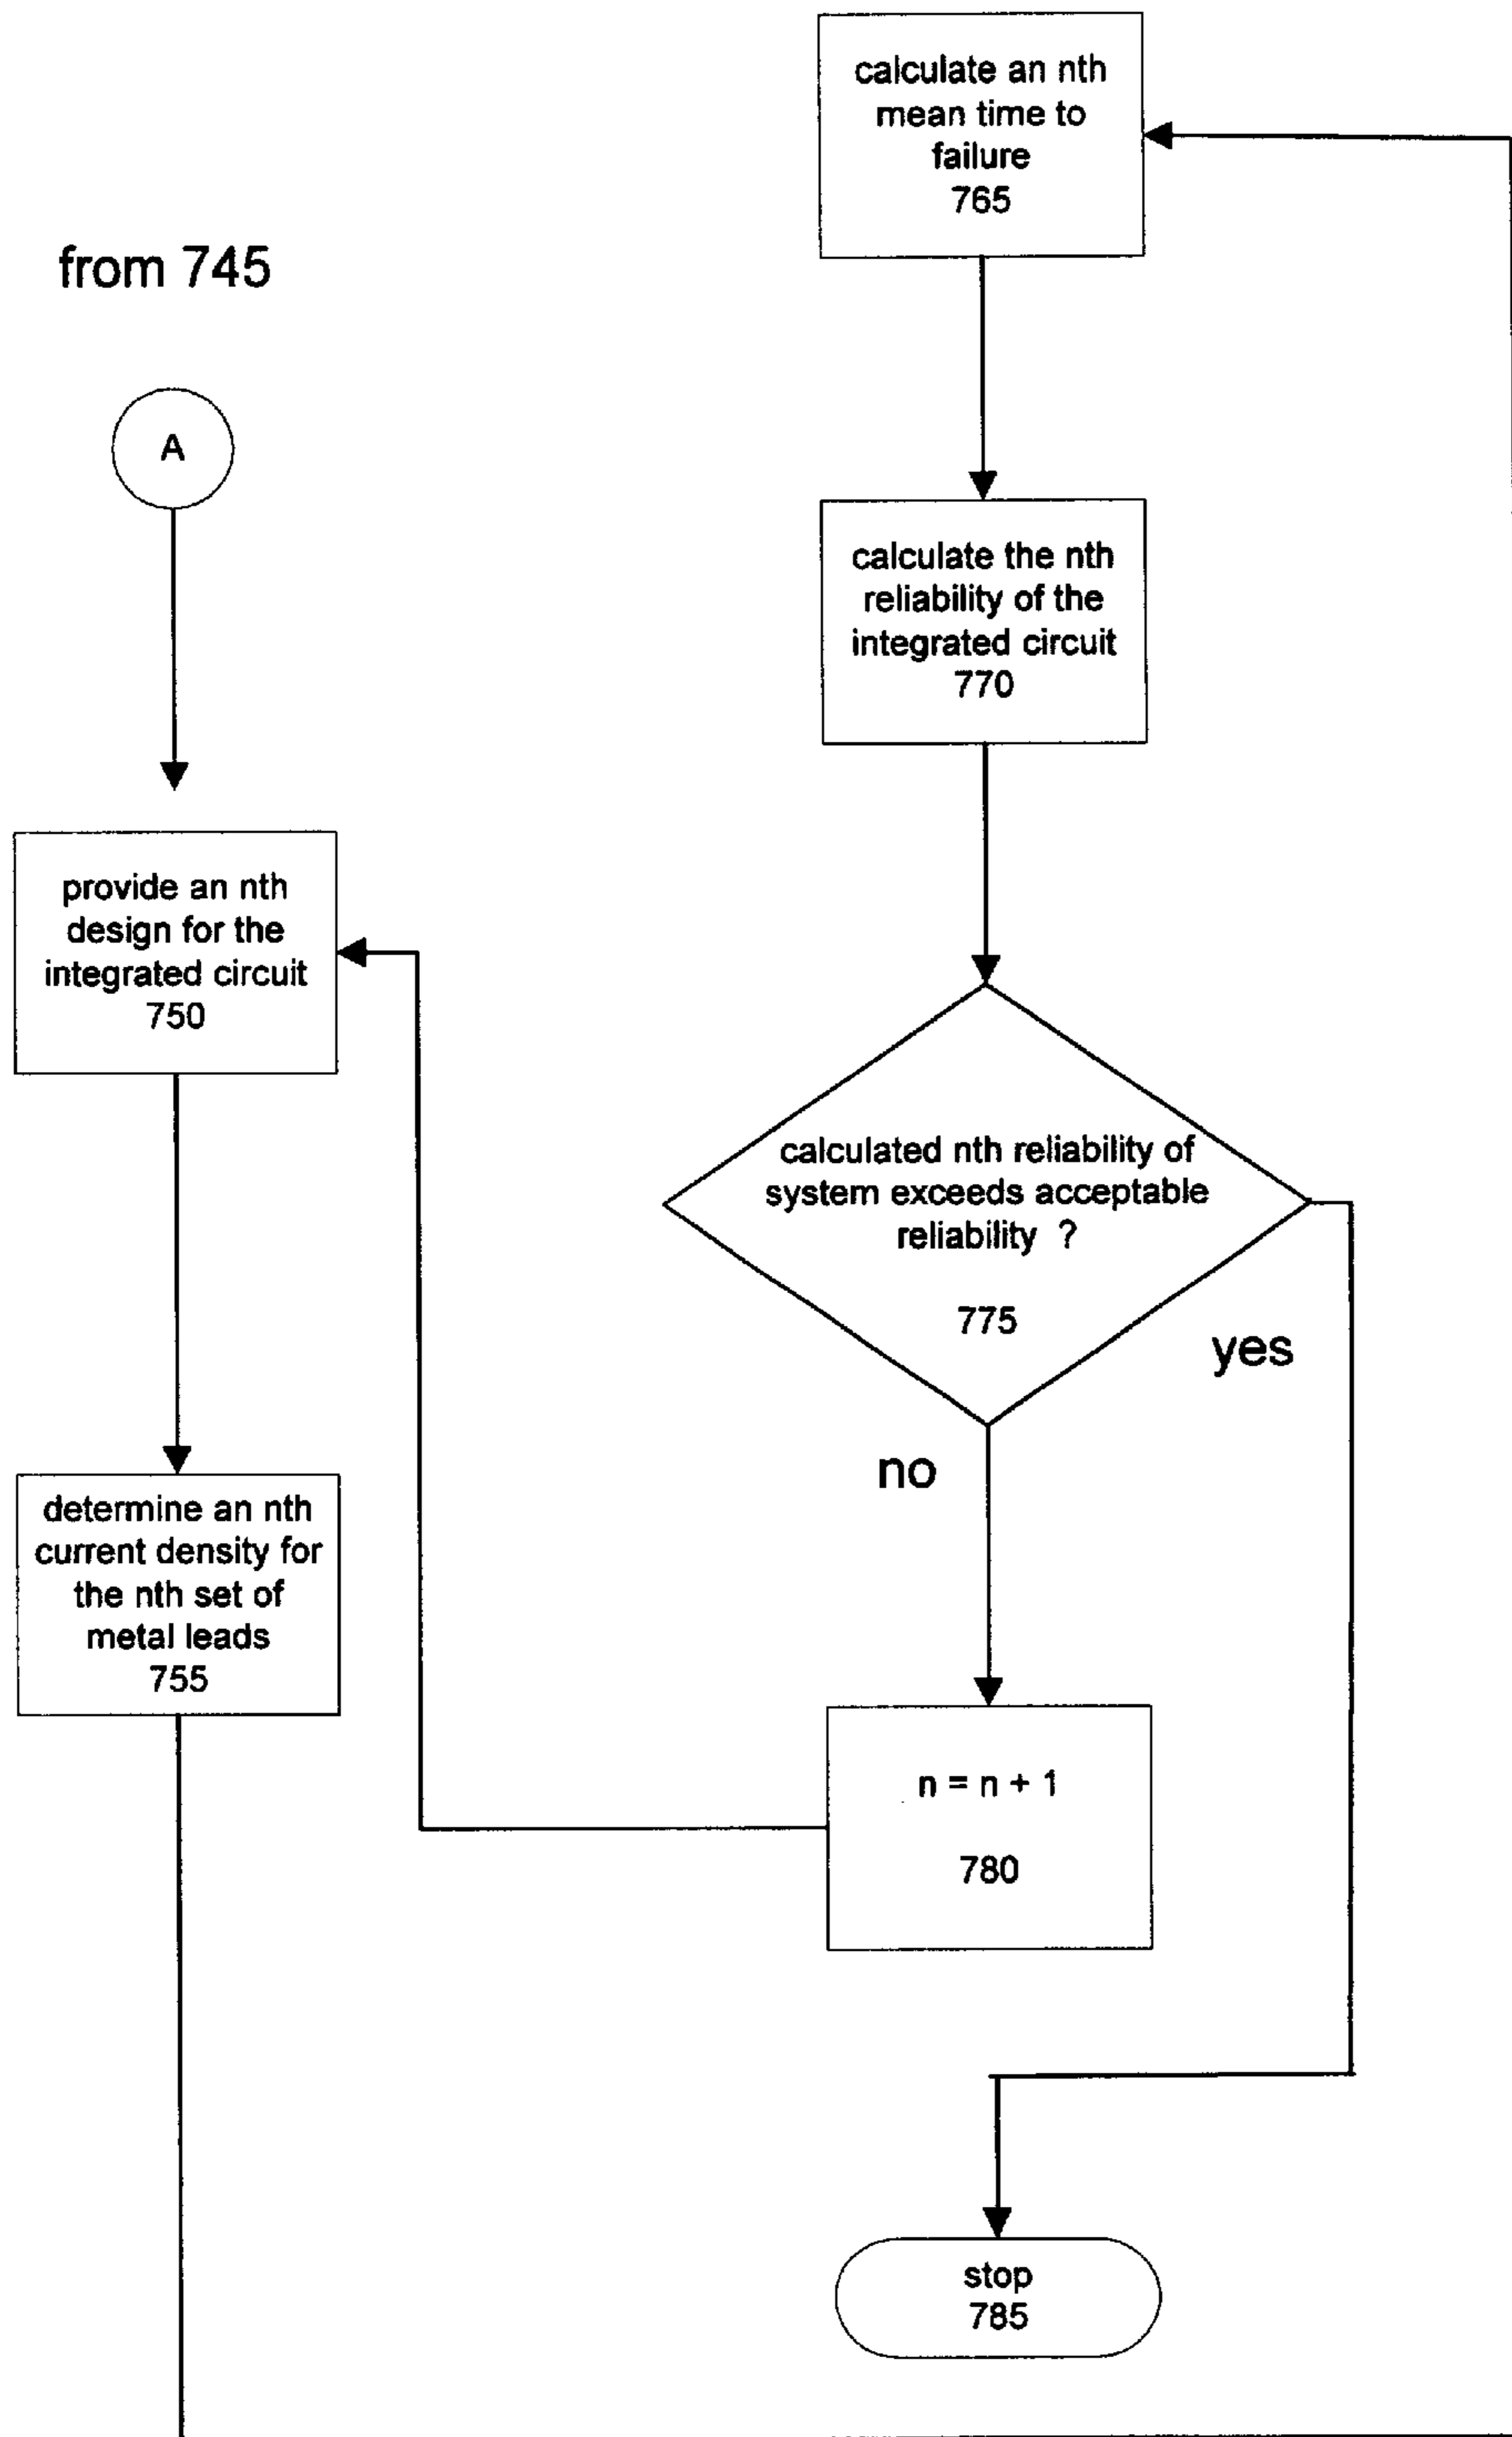 from 745
A
provide an nth
design for the
integrated circuit
750
determine an nth
current density for
the nth set of
metal leads
755
calculate an nth
mean time to
failure
765
calculate the nth
reliability of the
integrated circuit
770
calculated nth reliability of
system exceeds acceptable
reliability ?
775
yes
no
n = n + 1
780
stop
785